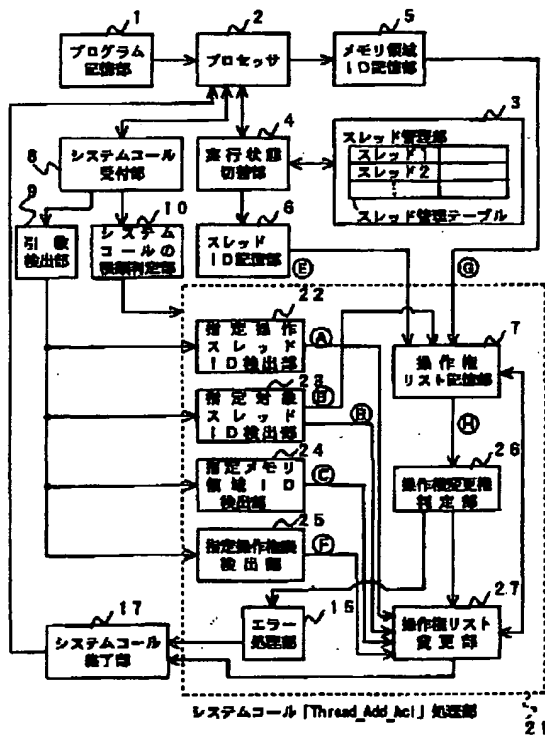 1
プログラム
記憶部
2
プロセッサ
5
メモリ領域
ID記憶部
3
スレッド管理部
スレッド1
スレッド2
スレッド管理テーブル
4
実行状態
切替部
8
システムコール
受付部
9
引数
検出部
10
システム
コールの
種類判定部
6
スレッド
ID記憶部
E
G
22
指定操作
スレッド
ID検出部
A
23
指定対象
スレッド
ID検出部
B
B
24
指定メモリ
領域ID
検出部
C
25
指定操作権限
検出部
F
7
操作権
リスト記憶部
H
26
操作権変更権
判定部
27
操作権リスト
変更部
15
エラー
処理部
17
システムコール
終了部
システムコール「Thread_Add_Acl」処理部
21